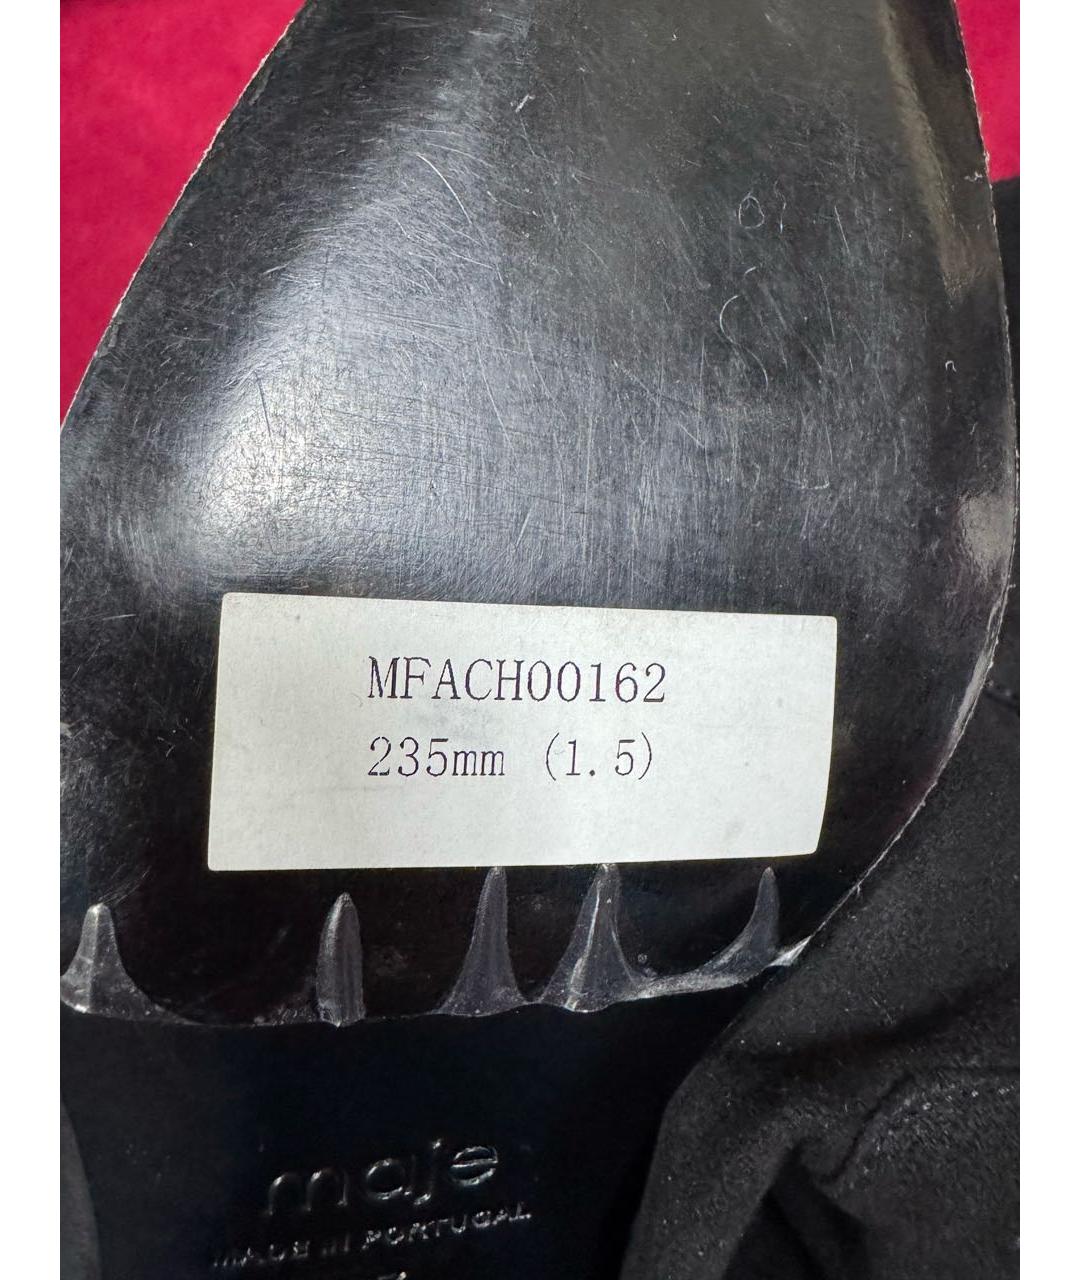 MFACH00162
235mm (1.5)
maje
MADE IN PORTUGAL